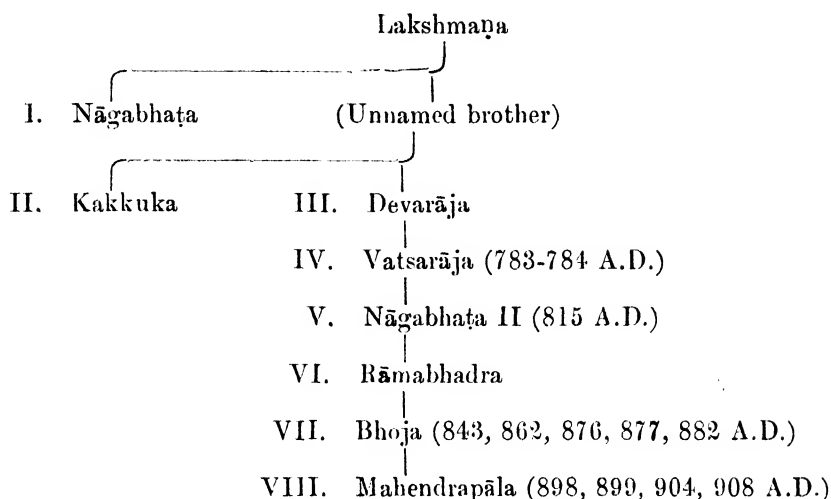 Lakshmaṇa
I. Nāgabhaṭa (Unnamed brother)
II. Kakkuka III. Devarāja
IV. Vatsarāja (783-784 A.D.)
V. Nāgabhaṭa II (815 A.D.)
VI. Rāmabhadra
VII. Bhoja (843, 862, 876, 877, 882 A.D.)
VIII. Mahendrapāla (898, 899, 904, 908 A.D.)